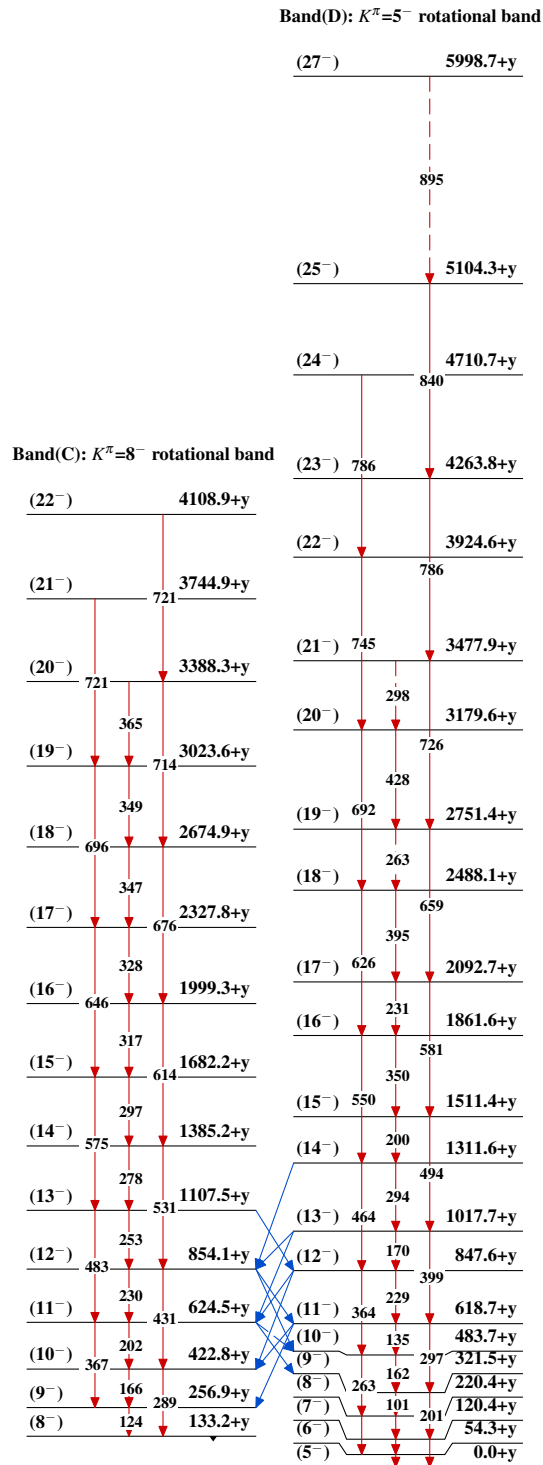 Band(D): Kπ=5− rotational band
(27−) 5998.7+y
895
(25−) 5104.3+y
(24−) 4710.7+y
840
(23−) 4263.8+y
786
(22−) 3924.6+y
786
(21−) 3477.9+y
745
298
(20−) 3179.6+y
726
428
(19−) 2751.4+y
692
263
(18−) 2488.1+y
659
395
(17−) 2092.7+y
626
231
(16−) 1861.6+y
581
350
(15−) 1511.4+y
550
200
(14−) 1311.6+y
494
294
(13−) 1017.7+y
464
170
(12−) 847.6+y
399
229
(11−) 618.7+y
364
135
(10−) 483.7+y
297
162
(9−) 321.5+y
263
101
(8−) 220.4+y
201
(7−) 120.4+y
(6−) 54.3+y
(5−) 0.0+y
Band(C): Kπ=8− rotational band
(22−) 4108.9+y
721
(21−) 3744.9+y
721
(20−) 3388.3+y
365
714
(19−) 3023.6+y
349
696
(18−) 2674.9+y
347
676
(17−) 2327.8+y
328
646
(16−) 1999.3+y
317
614
(15−) 1682.2+y
297
575
(14−) 1385.2+y
278
531
(13−) 1107.5+y
253
483
(12−) 854.1+y
230
431
(11−) 624.5+y
202
367
(10−) 422.8+y
166
289
(9−) 256.9+y
124
(8−) 133.2+y